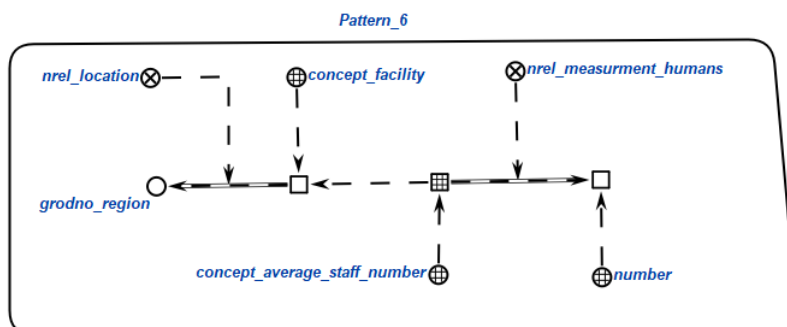 Pattern_6
nrel_location
concept_facility
nrel_measurment_humans
grodno_region
concept_average_staff_number
number